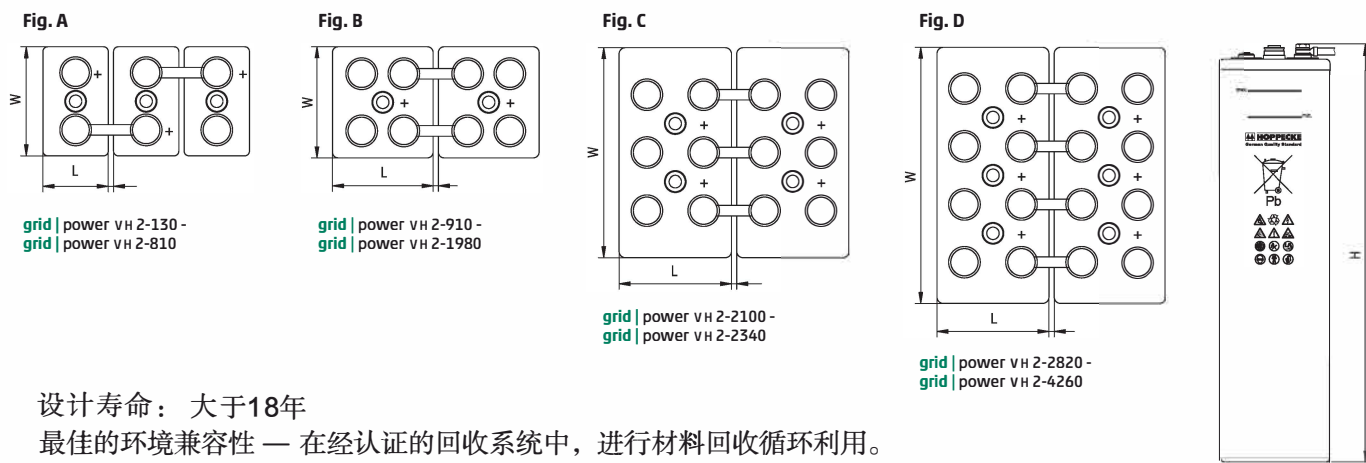 Fig. A
W
+
+
+
L
grid | power VH 2-130 -
grid | power VH 2-810
Fig. B
W
+
+
L
grid | power VH 2-910 -
grid | power VH 2-1980
Fig. C
W
+
+
+
+
L
grid | power VH 2-2100 -
grid | power VH 2-2340
Fig. D
W
+
+
+
+
+
+
L
grid | power VH 2-2820 -
grid | power VH 2-4260
HOPPECKE
German Quality Standard
Pb
H
设计寿命： 大于18年
最佳的环境兼容性 — 在经认证的回收系统中，进行材料回收循环利用。